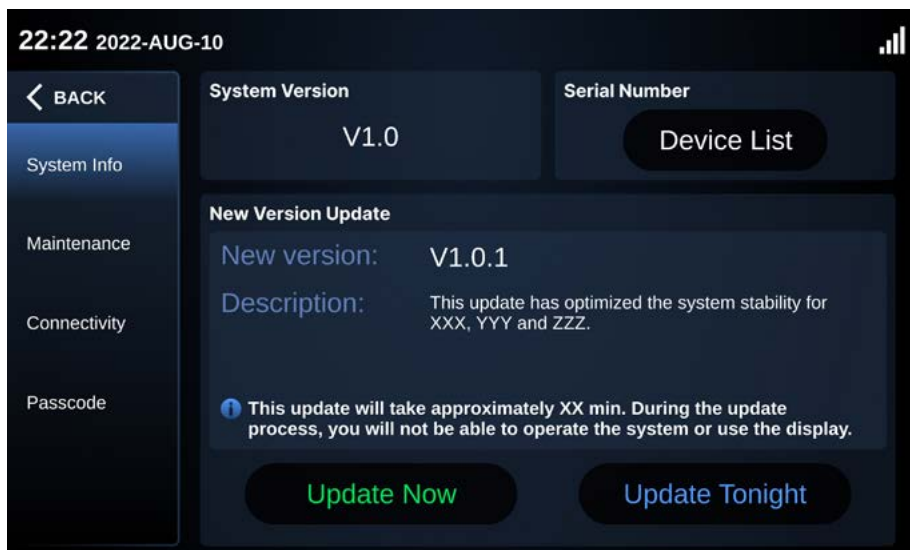 22:22 2022-AUG-10
BACK
System Info
Maintenance
Connectivity
Passcode
System Version
V1.0
Serial Number
Device List
New Version Update
New version: V1.0.1
Description: This update has optimized the system stability for
XXX, YYY and ZZZ.
This update will take approximately XX min. During the update
process, you will not be able to operate the system or use the display.
Update Now
Update Tonight